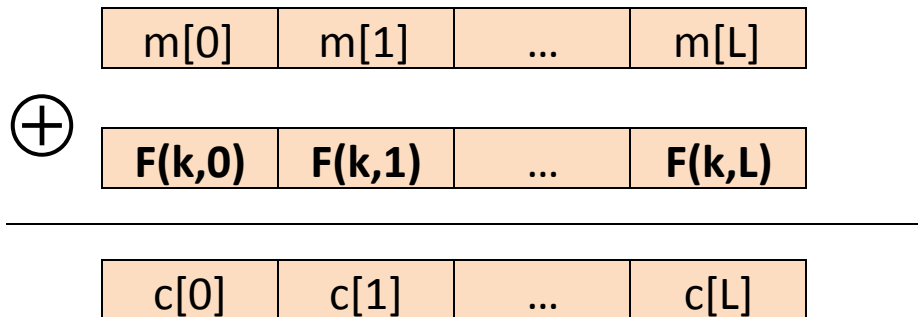 m[0] m[1] … m[L]
⊕
F(k,0) F(k,1) … F(k,L)
c[0] c[1] … c[L]